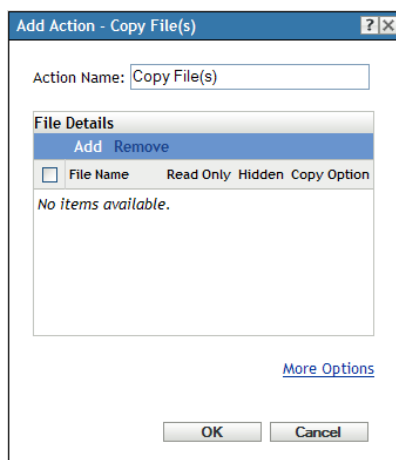 Add Action - Copy File(s)
? X
Action Name: Copy File(s)
File Details
Add Remove
File Name Read Only Hidden Copy Option
No items available.
More Options
OK Cancel